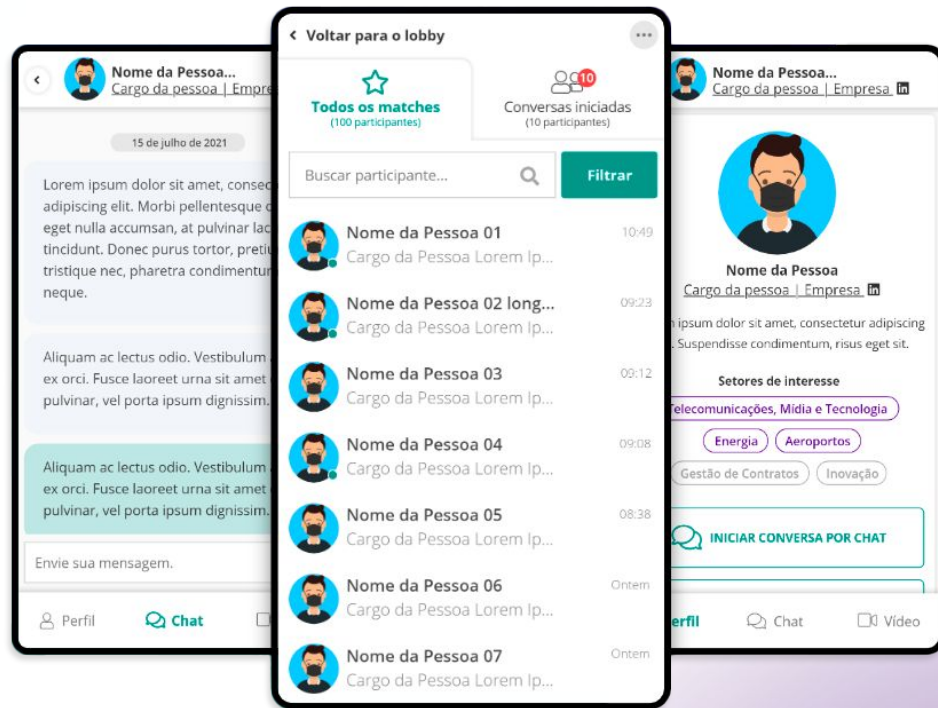 Nome da Pessoa...
Cargo da pessoa | Empre
15 de julho de 2021
Lorem ipsum dolor sit amet, consec
adipiscing elit. Morbi pellentesque
eget nulla accumsan, at pulvinar lac
tincidunt. Donec purus tortor, preti
tristique nec, pharetra condimentu
neque.
Aliquam ac lectus odio. Vestibulum
ex orci. Fusce laoreet urna sit amet
pulvinar, vel porta ipsum dignissim.
Aliquam ac lectus odio. Vestibulum
ex orci. Fusce laoreet urna sit amet
pulvinar, vel porta ipsum dignissim.
Envie sua mensagem.
Perfil
Chat
Voltar para o lobby
Todos os matches
(100 participantes)
10
Conversas iniciadas
(10 participantes)
Buscar participante...
Filtrar
Nome da Pessoa 01
10:49
Cargo da Pessoa Lorem Ip...
Nome da Pessoa 02 long...
09:23
Cargo da Pessoa Lorem Ip...
Nome da Pessoa 03
09:12
Cargo da Pessoa Lorem Ip...
Nome da Pessoa 04
09:08
Cargo da Pessoa Lorem Ip...
Nome da Pessoa 05
08:38
Cargo da Pessoa Lorem Ip...
Nome da Pessoa 06
Ontem
Cargo da Pessoa Lorem Ip...
Nome da Pessoa 07
Ontem
Cargo da Pessoa Lorem Ip...
Nome da Pessoa...
Cargo da pessoa | Empresa in
Nome da Pessoa
Cargo da pessoa | Empresa in
ipsum dolor sit amet, consectetur adipiscing
. Suspendisse condimentum, risus eget sit.
Setores de interesse
elecomunicações, Mídia e Tecnologia
Energia
Aeroportos
Gestão de Contratos
Inovação
INICIAR CONVERSA POR CHAT
erfil
Chat
Vídeo